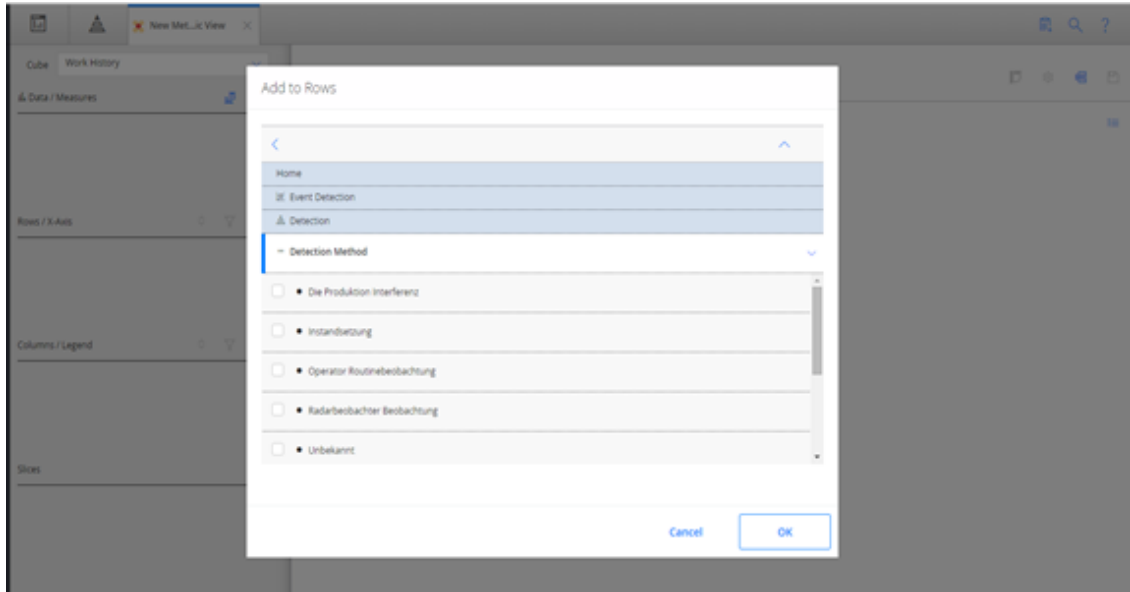 New Met...ic View
Cube Work History
Data / Measures
Rows / X-Axis
Columns / Legend
Slices
Add to Rows
Home
Event Detection
Detection
Detection Method
Die Produktion Interferenz
Instandsetzung
Operator Routinebeobachtung
Radarbeobachter Beobachtung
Unbekannt
Cancel OK